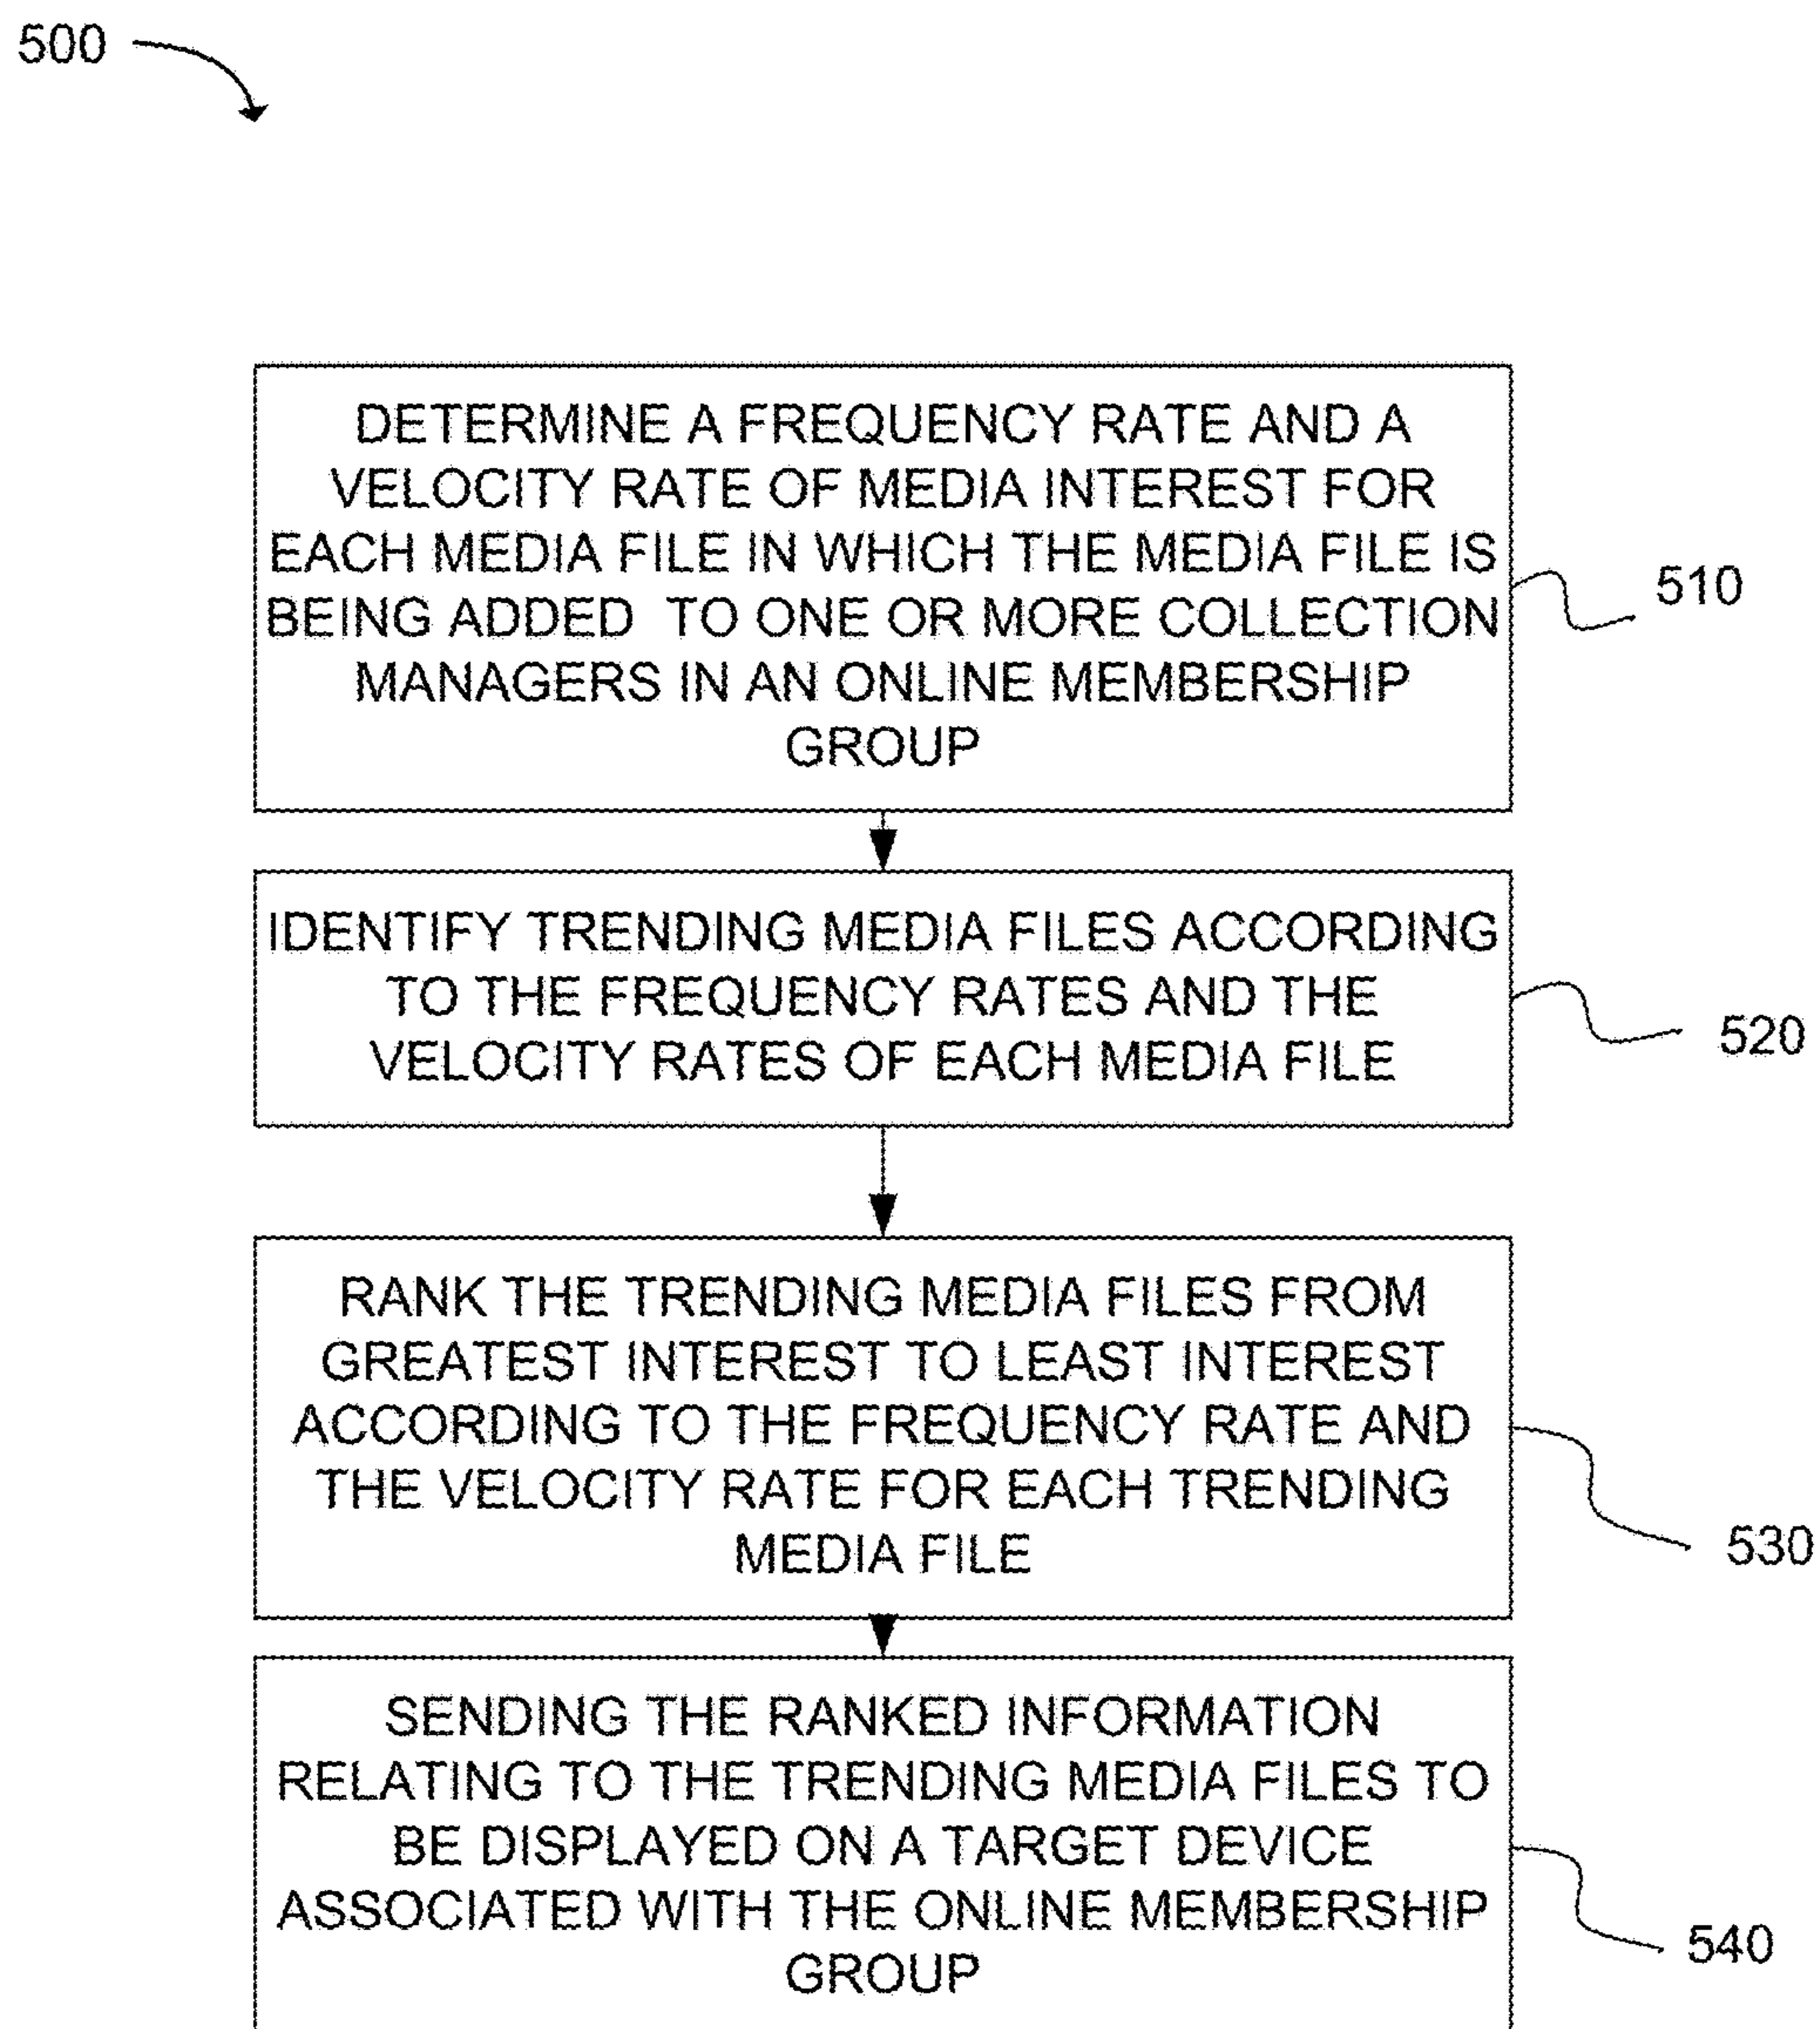 500
DETERMINE A FREQUENCY RATE AND A
VELOCITY RATE OF MEDIA INTEREST FOR
EACH MEDIA FILE IN WHICH THE MEDIA FILE IS
BEING ADDED TO ONE OR MORE COLLECTION
MANAGERS IN AN ONLINE MEMBERSHIP
GROUP
510
IDENTIFY TRENDING MEDIA FILES ACCORDING
TO THE FREQUENCY RATES AND THE
VELOCITY RATES OF EACH MEDIA FILE
520
RANK THE TRENDING MEDIA FILES FROM
GREATEST INTEREST TO LEAST INTEREST
ACCORDING TO THE FREQUENCY RATE AND
THE VELOCITY RATE FOR EACH TRENDING
MEDIA FILE
530
SENDING THE RANKED INFORMATION
RELATING TO THE TRENDING MEDIA FILES TO
BE DISPLAYED ON A TARGET DEVICE
ASSOCIATED WITH THE ONLINE MEMBERSHIP
GROUP
540